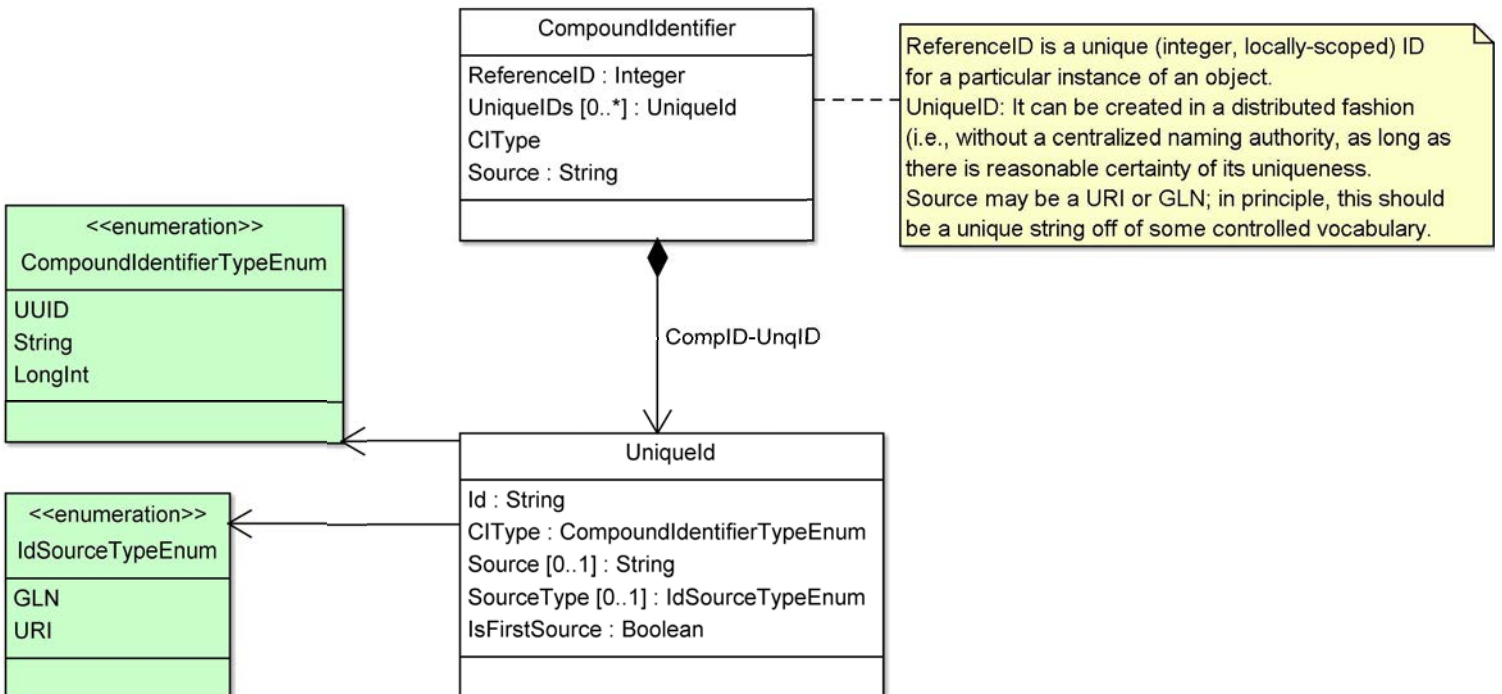 CompoundIdentifier
ReferenceID : Integer
UniqueIDs [0..*] : UniqueId
CIType
Source : String
ReferenceID is a unique (integer, locally-scoped) ID
for a particular instance of an object.
UniqueID: It can be created in a distributed fashion
(i.e., without a centralized naming authority, as long as
there is reasonable certainty of its uniqueness.
Source may be a URI or GLN; in principle, this should
be a unique string off of some controlled vocabulary.
<<enumeration>>
CompoundIdentifierTypeEnum
UUID
String
LongInt
CompID-UnqID
UniqueId
Id : String
CIType : CompoundIdentifierTypeEnum
Source [0..1] : String
SourceType [0..1] : IdSourceTypeEnum
IsFirstSource : Boolean
<<enumeration>>
IdSourceTypeEnum
GLN
URI